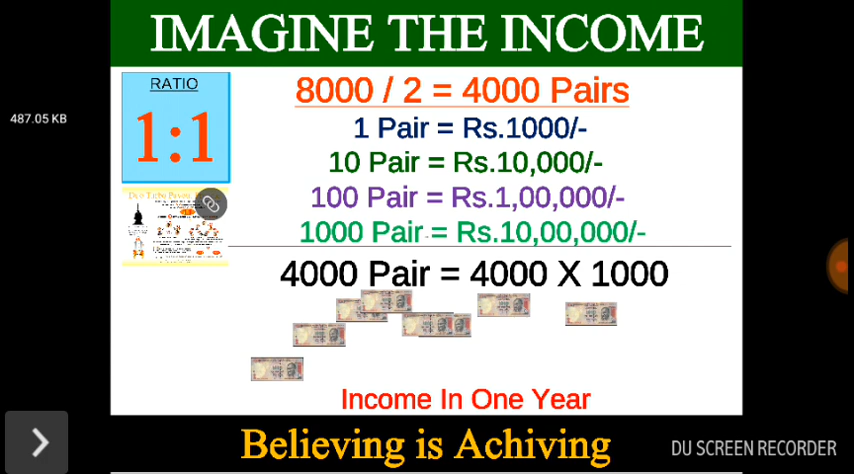 IMAGINE THE INCOME
RATIO
1:1
8000 / 2 = 4000 Pairs
1 Pair = Rs.1000/-
10 Pair = Rs.10,000/-
100 Pair = Rs.1,00,000/-
1000 Pair = Rs.10,00,000/-
487.05 KB
4000 Pair = 4000 X 1000
Income In One Year
Believing is Achiving
DU SCREEN RECORDER